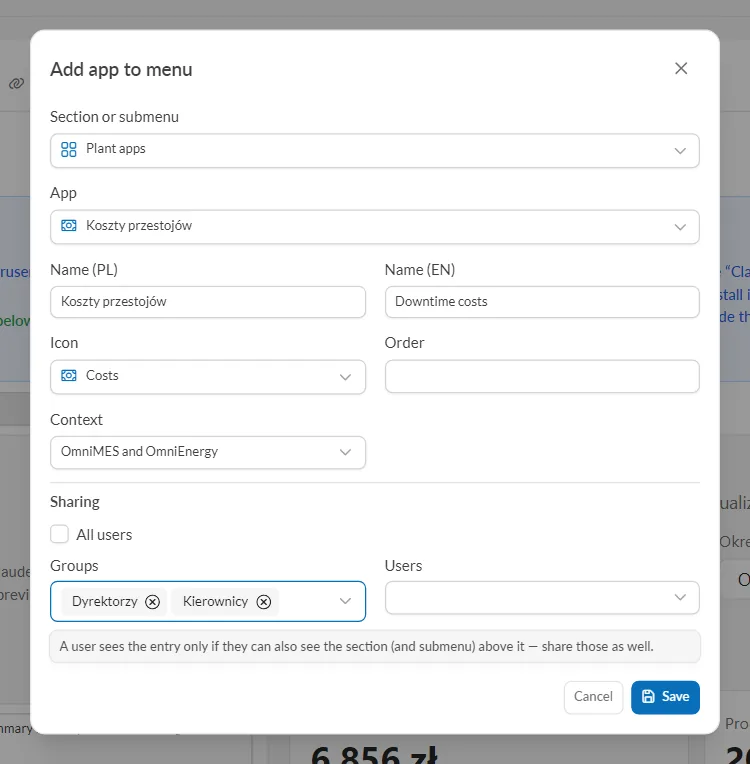 Add app to menu
Section or submenu
Plant apps
App
Koszty przestojów
Name (PL)
Name (EN)
Koszty przestojów
Downtime costs
Icon
Order
Costs
Context
OmniMES and OmniEnergy
Sharing
All users
Groups
Users
Dyrektorzy
Kierownicy
A user sees the entry only if they can also see the section (and submenu) above it — share those as well.
Cancel
Save
6 856 zł